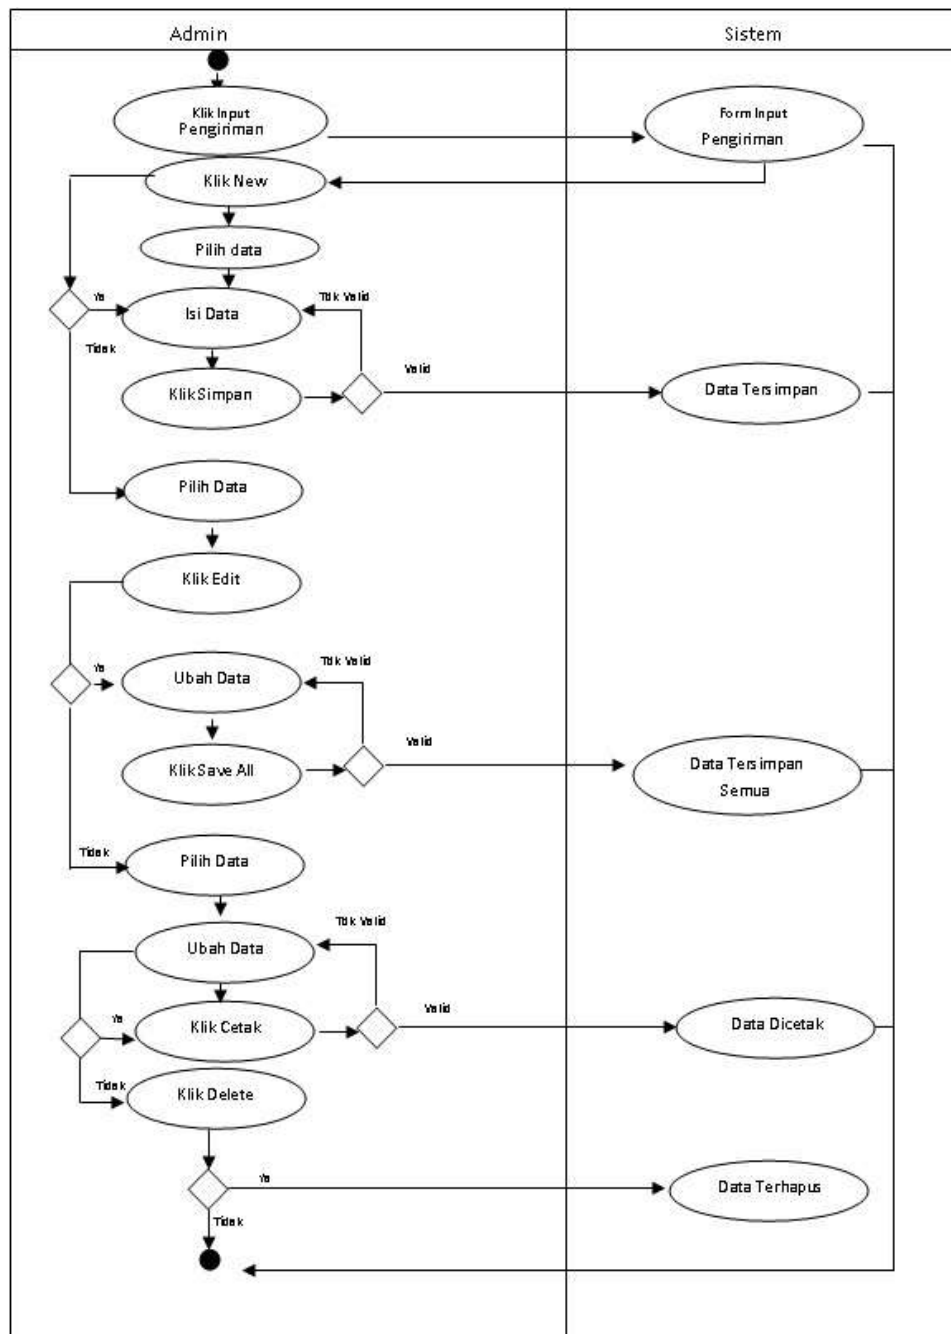 Admin
Sistem
Klik Input
Pengiriman
Form Input
Pengiriman
Klik New
Pilih data
Ya
Isi Data
Tdk Valid
Tidak
Klik Simpan
Valid
Data Tersimpan
Pilih Data
Klik Edit
Ya
Ubah Data
Tdk Valid
Klik Save All
Valid
Data Tersimpan
Semua
Tidak
Pilih Data
Ubah Data
Tdk Valid
Ya
Klik Cetak
Valid
Data Dicetak
Tidak
Klik Delete
Ya
Data Terhapus
Tidak